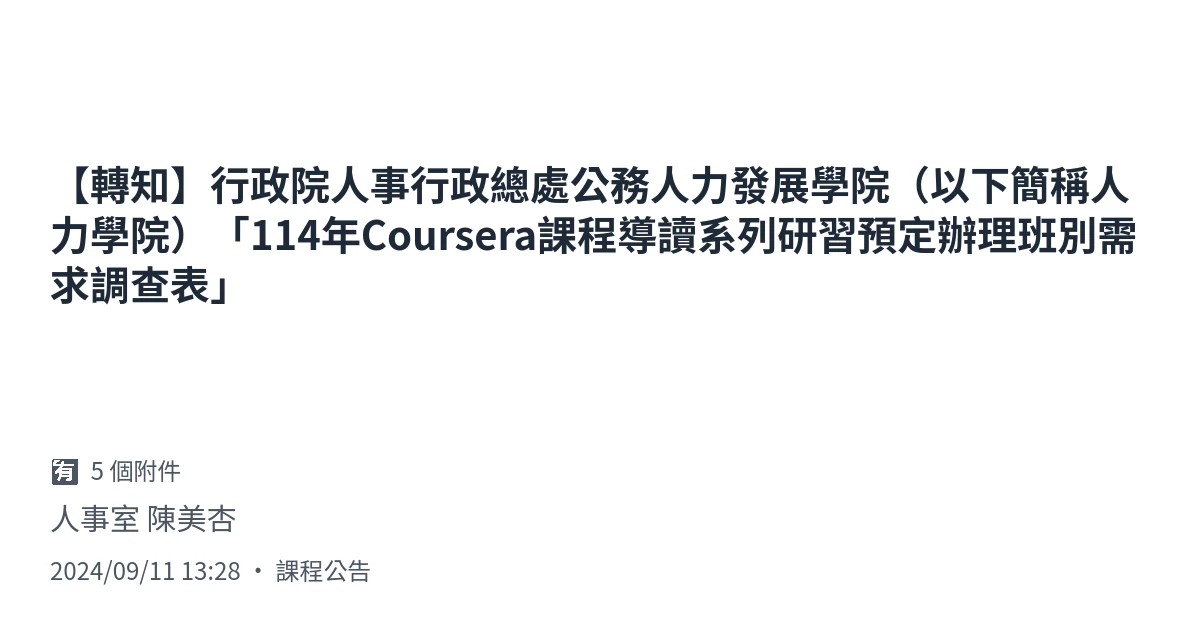 【轉知】行政院人事行政總處公務人力發展學院（以下簡稱人
力學院）「114年Coursera課程導讀系列研習預定辦理班別需
求調查表」
有 5 個附件
人事室 陳美杏
2024/09/11 13:28 · 課程公告